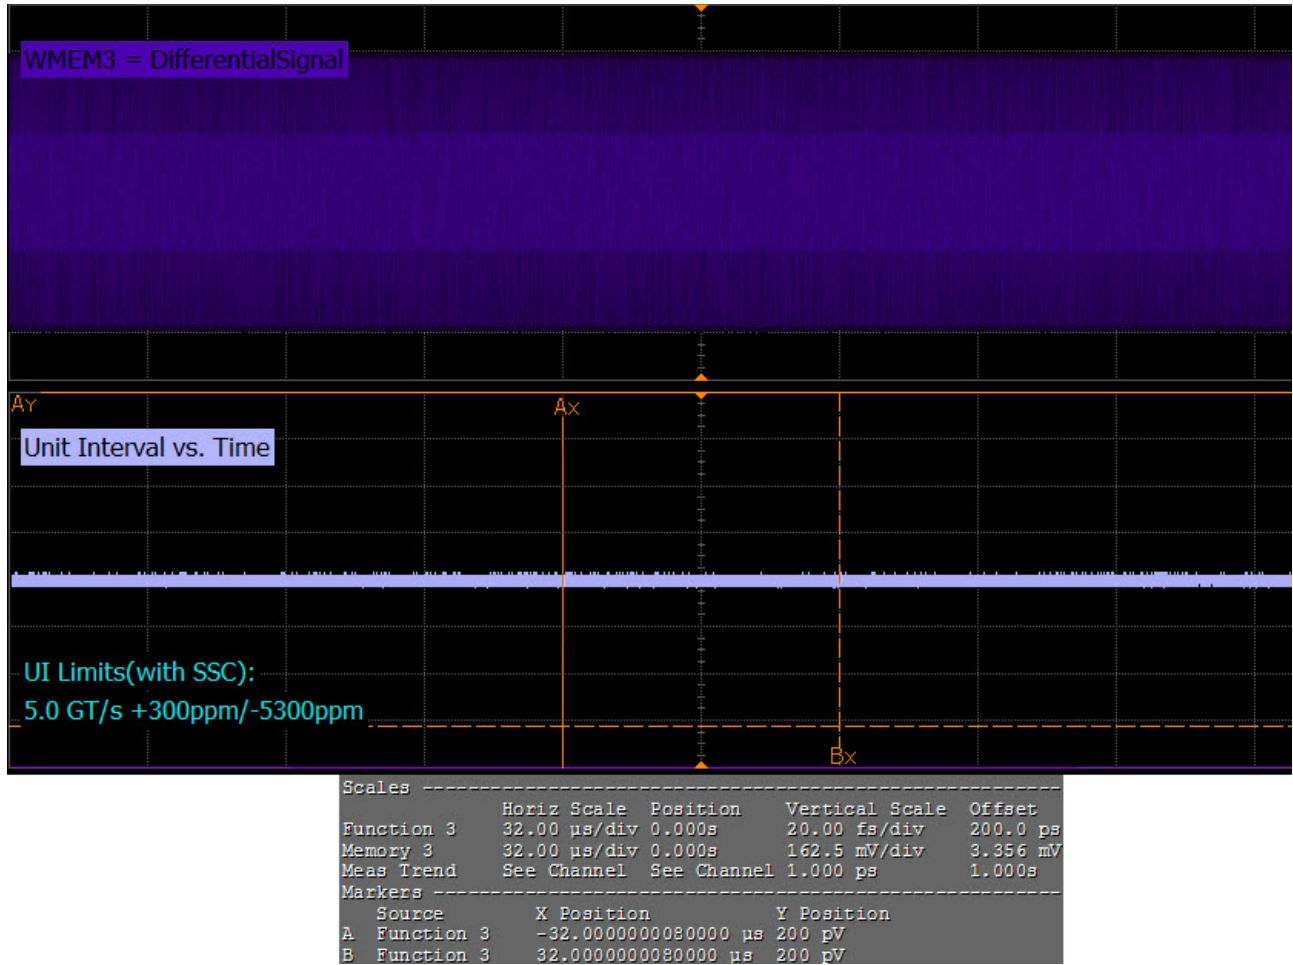 WMEM3 = DifferentialSignal
AY
Ax
Unit Interval vs. Time
UI Limits(with SSC):
5.0 GT/s +300ppm/-5300ppm
Bx
Scales
Horiz Scale Position Vertical Scale Offset
Function 3 32.00 µs/div 0.000s 20.00 fs/div 200.0 ps
Memory 3 32.00 µs/div 0.000s 162.5 mV/div 3.356 mV
Meas Trend See Channel See Channel 1.000 ps 1.000s
Markers
Source X Position Y Position
A Function 3 -32.0000000080000 µs 200 pV
B Function 3 32.0000000080000 µs 200 pV